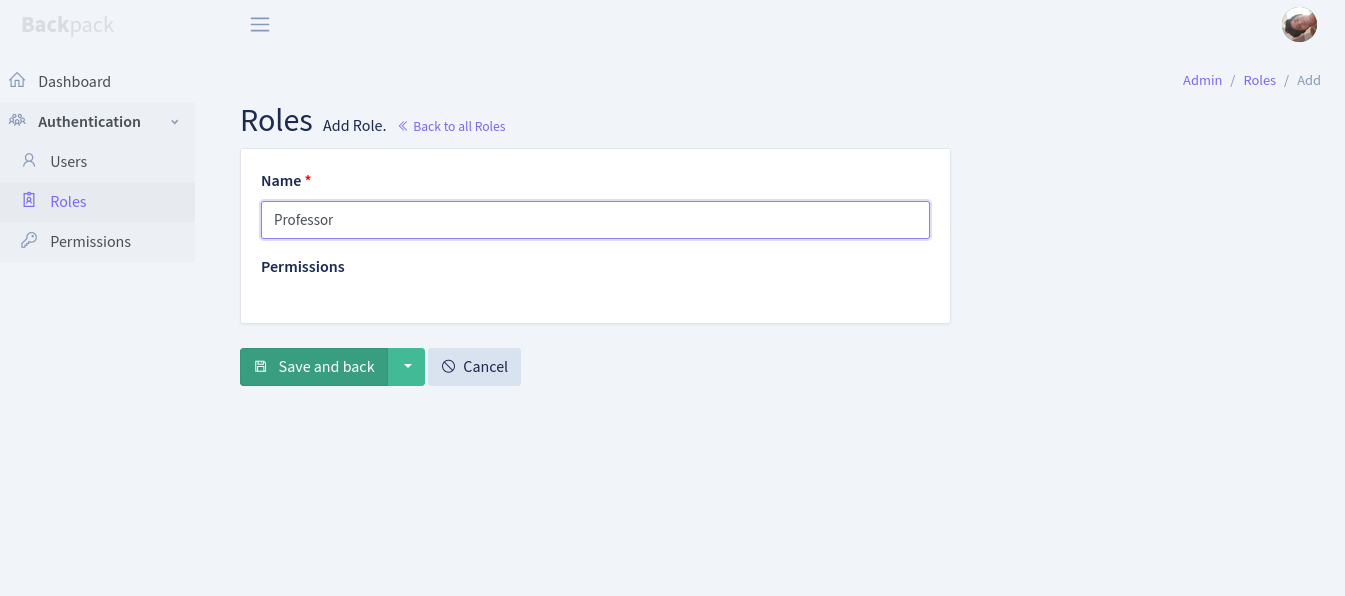 Backpack
Dashboard
Authentication
Users
Roles
Permissions
Admin / Roles / Add
Roles Add Role. Back to all Roles
Name *
Professor
Permissions
Save and back Cancel